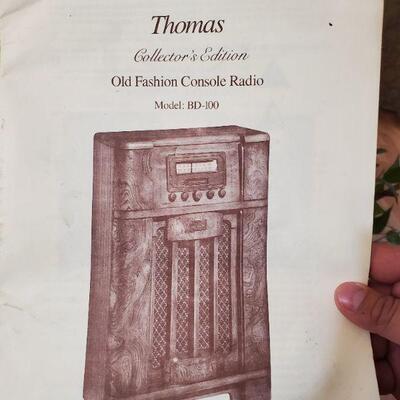 Thomas
Collector's Edition
Old Fashion Console Radio
Model: BD-100